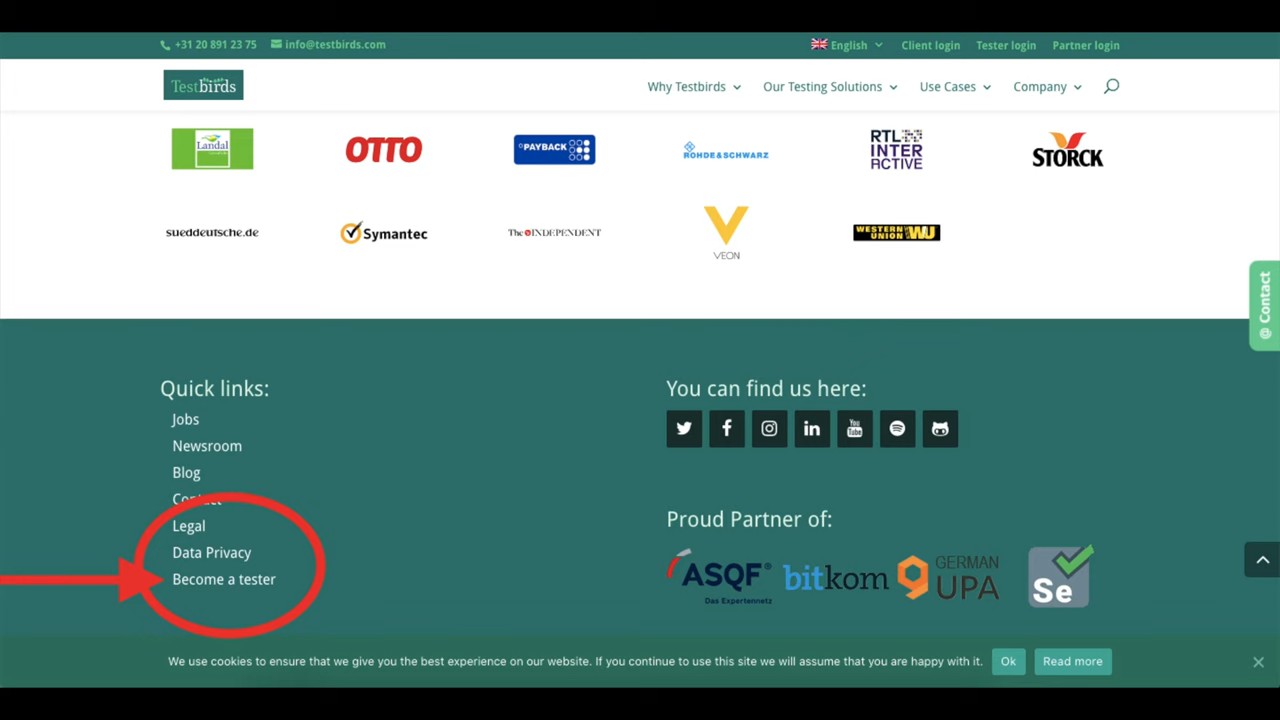 +31 20 891 23 75 info@testbirds.com English Client login Tester login Partner login
Testbirds Why Testbirds Our Testing Solutions Use Cases Company
Landal OTTO PAYBACK ROHDE&SCHWARZ RTL INTERACTIVE STORCK
sueddeutsche.de Symantec The INDEPENDENT VEON WESTERN UNION WU
@ Contact
Quick links:
Jobs
Newsroom
Blog
Contact
Legal
Data Privacy
Become a tester
You can find us here:
You Tube
Proud Partner of:
ASQF® Das Expertennetz bitkom GERMAN UPA Se
We use cookies to ensure that we give you the best experience on our website. If you continue to use this site we will assume that you are happy with it. Ok Read more